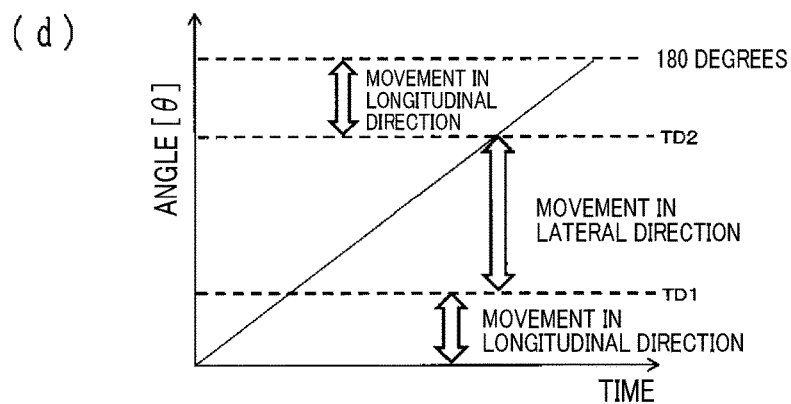 (d)
180 DEGREES
MOVEMENT IN
LONGITUDINAL
DIRECTION
TD2
ANGLE [θ]
MOVEMENT IN
LATERAL DIRECTION
TD1
MOVEMENT IN
LONGITUDINAL DIRECTION
TIME